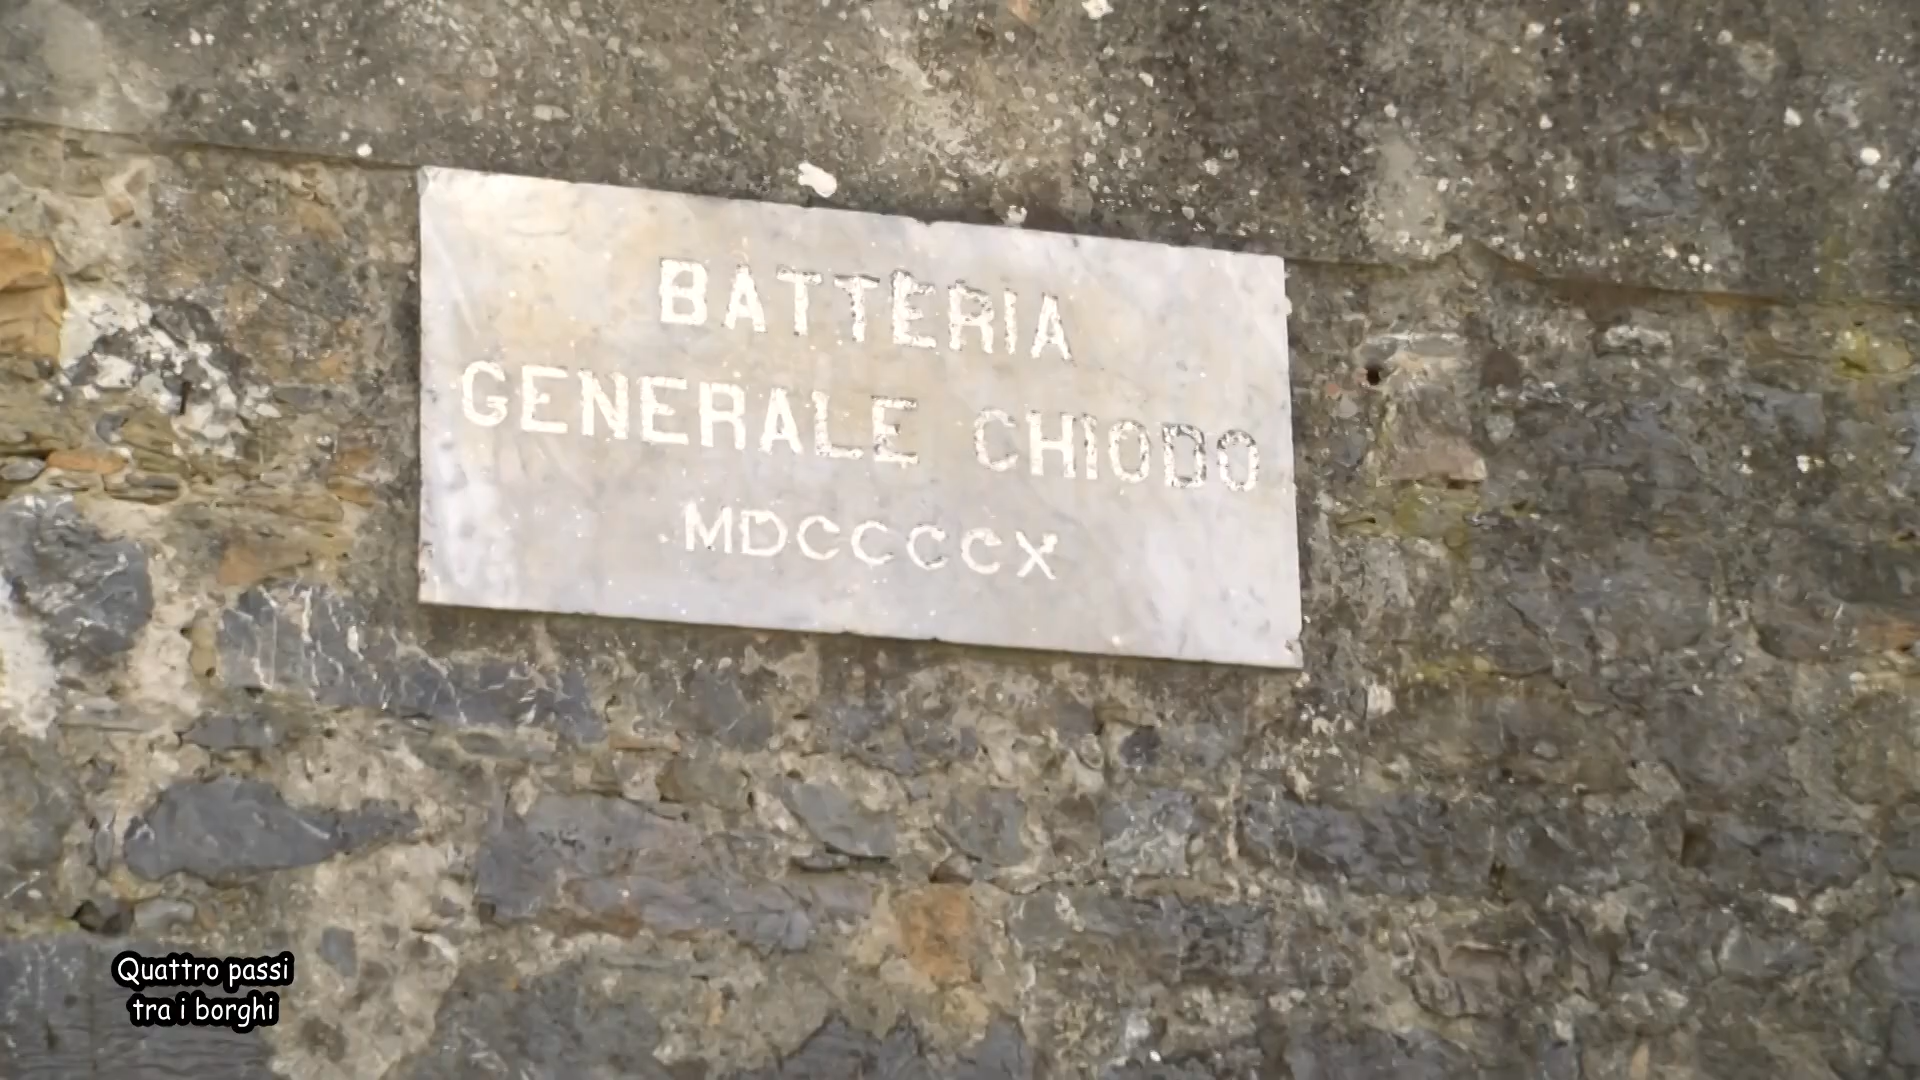 BATTERIA
GENERALE CHIODO
MDCCCCX
Quattro passi
tra i borghi